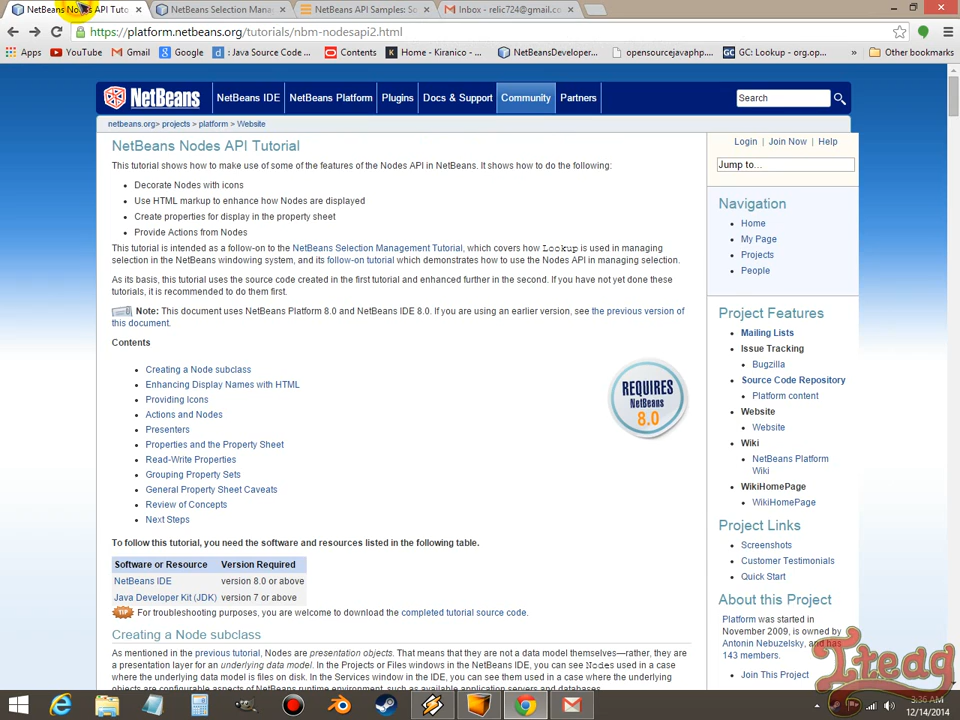 NetBeans Nodes API Tuto
NetBeans Selection Mana
NetBeans API Samples: So
Inbox - relic724@gmail.co
https://platform.netbeans.org/tutorials/nbm-nodesapi2.html
Apps
YouTube
Gmail
Google
: Java Source Code ...
Contents
Home - Kiranico - ...
NetBeansDeveloper...
opensourcejavaphp....
GC: Lookup - org.op...
»
Other bookmarks
NetBeans
NetBeans IDE
NetBeans Platform
Plugins
Docs & Support
Community
Partners
Search
netbeans.org> projects > platform > Website
NetBeans Nodes API Tutorial
This tutorial shows how to make use of some of the features of the Nodes API in NetBeans. It shows how to do the following:
• Decorate Nodes with icons
• Use HTML markup to enhance how Nodes are displayed
• Create properties for display in the property sheet
• Provide Actions from Nodes
This tutorial is intended as a follow-on to the NetBeans Selection Management Tutorial, which covers how Lookup is used in managing
selection in the NetBeans windowing system, and its follow-on tutorial which demonstrates how to use the Nodes API in managing selection.
As its basis, this tutorial uses the source code created in the first tutorial and enhanced further in the second. If you have not yet done these
tutorials, it is recommended to do them first.
Note: This document uses NetBeans Platform 8.0 and NetBeans IDE 8.0. If you are using an earlier version, see the previous version of
this document.
Contents
• Creating a Node subclass
• Enhancing Display Names with HTML
• Providing Icons
• Actions and Nodes
• Presenters
• Properties and the Property Sheet
• Read-Write Properties
• Grouping Property Sets
• General Property Sheet Caveats
• Review of Concepts
• Next Steps
REQUIRES
NetBeans
8.0
To follow this tutorial, you need the software and resources listed in the following table.
Software or Resource Version Required
NetBeans IDE version 8.0 or above
Java Developer Kit (JDK) version 7 or above
TIP For troubleshooting purposes, you are welcome to download the completed tutorial source code.
Creating a Node subclass
As mentioned in the previous tutorial, Nodes are presentation objects. That means that they are not a data model themselves—rather, they are
a presentation layer for an underlying data model. In the Projects or Files windows in the NetBeans IDE, you can see Nodes used in a case
where the underlying data model is files on disk. In the Services window in the IDE, you can see them used in a case where the underlying
Login | Join Now | Help
Jump to...
Navigation
• Home
• My Page
• Projects
• People
Project Features
• Mailing Lists
• Issue Tracking
• Bugzilla
• Source Code Repository
• Platform content
• Website
• Website
• Wiki
• NetBeans Platform
Wiki
• WikiHomePage
• WikiHomePage
Project Links
• Screenshots
• Customer Testimonials
• Quick Start
About this Project
Platform was started in
November 2009, is owned by
Antonin Nebuzelsky, and has
143 members.
• Join This Project
3:36 AM
12/14/2014